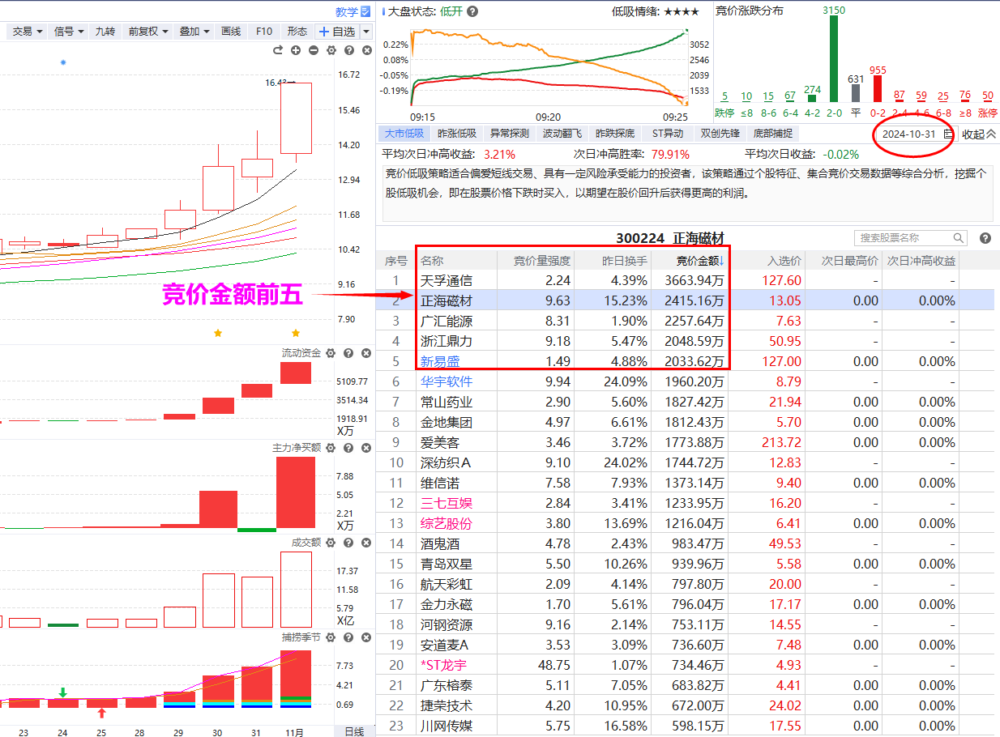 教学
交易 信号 九转 前复权 叠加 画线 F10 形态 自选
16.43
16.72
15.46
14.20
12.94
11.68
10.42
9.16
7.90
竞价金额前五
流动资金
5109.77
3514.34
1918.91
X万
主力净买额
7.88
5.05
2.21
X万
成交额
17.37
11.58
5.79
X亿
捕捞季节
7.73
4.21
0.69
23 24 25 28 29 30 31 11月 日线
大盘状态: 低开 低吸情绪: ★★★★
0.22% 3052
0.08% 2546
-0.05% 2039
-0.19% 1533
09:15 09:20 09:25
竞价涨跌分布
5 10 15 67 274 3150 631 955 87 59 25 76 50
跌停 ≤8 8-6 6-4 4-2 2-0 平 0-2 2-4 4-6 6-8 ≥8 涨停
大市低吸 昨涨低吸 异常探测 波动翻飞 昨跌探底 ST异动 双创先锋 底部捕捉 2024-10-31 收起
平均次日冲高收益: 3.21% 次日冲高胜率: 79.91% 平均次日收益: -0.02%
竞价低吸策略适合偏爱短线交易、具有一定风险承受能力的投资者，该策略通过个股特征、集合竞价交易数据等综合分析，挖掘个
股低吸机会，即在股票价格下跌时买入，以期望在股价回升后获得更高的利润。
300224 正海磁材 搜索股票名称
序号 名称 竞价量强度 昨日换手 竞价金额↓ 入选价 次日最高价 次日冲高收益
1 天孚通信 2.24 4.39% 3663.94万 127.60 - -
2 正海磁材 9.63 15.23% 2415.16万 13.05 0.00 0.00%
3 广汇能源 8.31 1.90% 2257.64万 7.63 - -
4 浙江鼎力 9.18 5.47% 2048.59万 50.95 - -
5 新易盛 1.49 4.88% 2033.62万 127.00 0.00 0.00%
6 华宇软件 9.94 24.09% 1960.20万 8.79 - -
7 常山药业 2.90 5.60% 1827.42万 21.94 0.00 0.00%
8 金地集团 4.97 6.61% 1812.43万 5.70 0.00 0.00%
9 爱美客 3.46 3.72% 1773.88万 213.72 0.00 0.00%
10 深纺织A 9.10 24.02% 1744.72万 12.83 - -
11 维信诺 7.58 7.93% 1373.14万 9.40 0.00 0.00%
12 三七互娱 2.84 3.41% 1233.95万 16.20 - -
13 综艺股份 3.80 13.69% 1216.04万 6.41 0.00 0.00%
14 酒鬼酒 4.78 2.43% 983.47万 49.53 - -
15 青岛双星 5.50 10.26% 939.96万 5.58 0.00 0.00%
16 航天彩虹 2.09 4.14% 797.80万 20.00 - -
17 金力永磁 1.70 5.61% 796.04万 17.17 0.00 0.00%
18 河钢资源 9.16 2.14% 753.11万 14.55 - -
19 安道麦A 3.53 3.09% 736.60万 7.48 0.00 0.00%
20 *ST龙宇 48.75 1.07% 734.46万 4.93 - -
21 广东榕泰 5.11 7.05% 683.82万 4.41 0.00 0.00%
22 捷荣技术 4.20 10.95% 672.00万 24.02 0.00 0.00%
23 川网传媒 5.75 16.58% 598.15万 17.55 0.00 0.00%